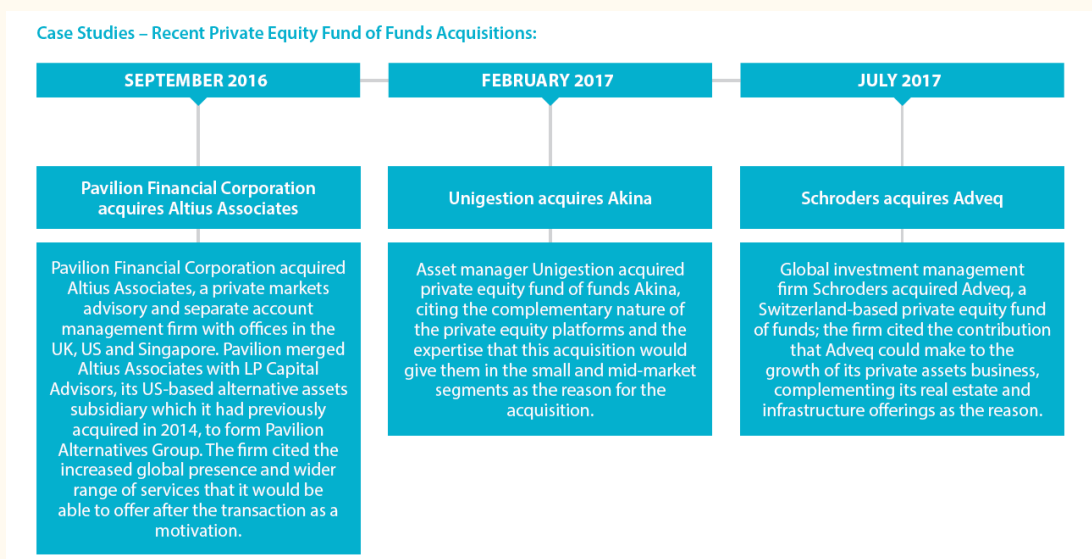 Case Studies – Recent Private Equity Fund of Funds Acquisitions:
SEPTEMBER 2016
Pavilion Financial Corporation
acquires Altius Associates
Pavilion Financial Corporation acquired
Altius Associates, a private markets
advisory and separate account
management firm with offices in the
UK, US and Singapore. Pavilion merged
Altius Associates with LP Capital
Advisors, its US-based alternative assets
subsidiary which it had previously
acquired in 2014, to form Pavilion
Alternatives Group. The firm cited the
increased global presence and wider
range of services that it would be
able to offer after the transaction as a
motivation.
FEBRUARY 2017
Unigestion acquires Akina
Asset manager Unigestion acquired
private equity fund of funds Akina,
citing the complementary nature of
the private equity platforms and the
expertise that this acquisition would
give them in the small and mid-market
segments as the reason for the
acquisition.
JULY 2017
Schroders acquires Adveq
Global investment management
firm Schroders acquired Adveq, a
Switzerland-based private equity fund
of funds; the firm cited the contribution
that Adveq could make to the
growth of its private assets business,
complementing its real estate and
infrastructure offerings as the reason.